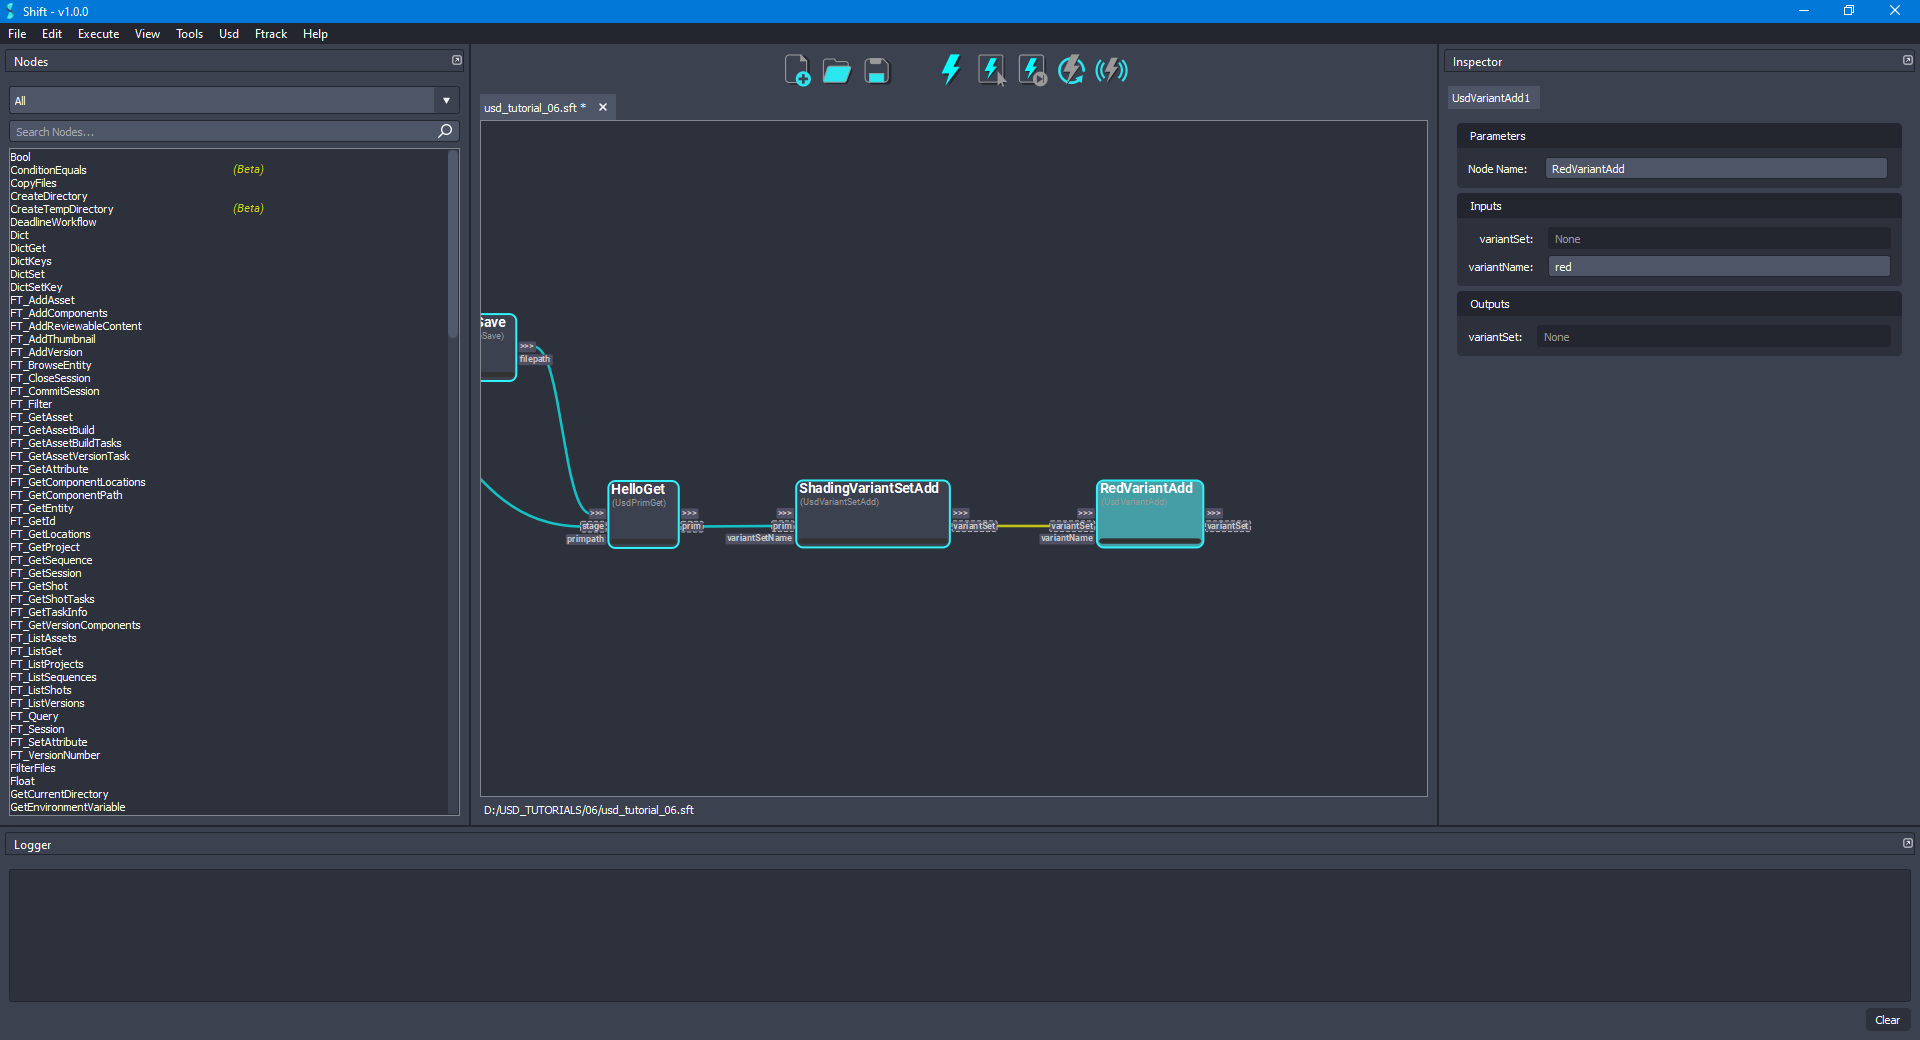 Shift - v1.0.0
File Edit Execute View Tools Usd Ftrack Help
Nodes
All
Search Nodes...
Bool
ConditionEquals (Beta)
CopyFiles
CreateDirectory
CreateTempDirectory (Beta)
DeadlineWorkflow
Dict
DictGet
DictKeys
DictSet
DictSetKey
FT_AddAsset
FT_AddComponents
FT_AddReviewableContent
FT_AddThumbnail
FT_AddVersion
FT_BrowseEntity
FT_CloseSession
FT_CommitSession
FT_Filter
FT_GetAsset
FT_GetAssetBuild
FT_GetAssetBuildTasks
FT_GetAssetVersionTask
FT_GetAttribute
FT_GetComponentLocations
FT_GetComponentPath
FT_GetEntity
FT_GetId
FT_GetLocations
FT_GetProject
FT_GetSequence
FT_GetSession
FT_GetShot
FT_GetShotTasks
FT_GetTaskInfo
FT_GetVersionComponents
FT_ListAssets
FT_ListGet
FT_ListProjects
FT_ListSequences
FT_ListShots
FT_ListVersions
FT_Query
FT_Session
FT_SetAttribute
FT_VersionNumber
FilterFiles
Float
GetCurrentDirectory
GetEnvironmentVariable
usd_tutorial_06.sft *
Save
Save)
>>>
filepath
HelloGet
(UsdPrimGet)
>>> >>>
stage prim
primpath
ShadingVariantSetAdd
(UsdVariantSetAdd)
>>> >>>
prim variantSet
variantSetName
RedVariantAdd
(UsdVariantAdd)
>>> >>>
variantSet variantSet
variantName
D:/USD_TUTORIALS/06/usd_tutorial_06.sft
Inspector
UsdVariantAdd1
Parameters
Node Name: RedVariantAdd
Inputs
variantSet: None
variantName: red
Outputs
variantSet: None
Logger
Clear